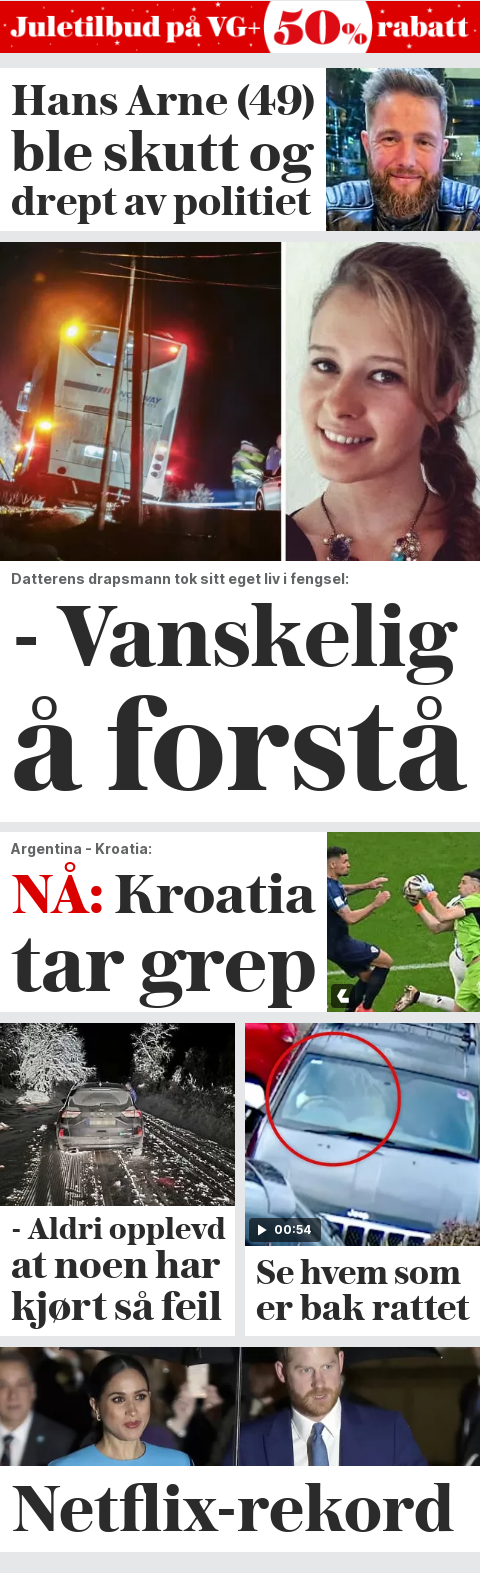 Juletilbud på VG+ 50% rabatt
Hans Arne (49)
ble skutt og
drept av politiet
Datterens drapsmann tok sitt eget liv i fengsel:
- Vanskelig
å forstå
Argentina - Kroatia:
NÅ: Kroatia
tar grep
- Aldri opplevd
at noen har
kjørt så feil
00:54
Jeep
Se hvem som
er bak rattet
Netflix-rekord